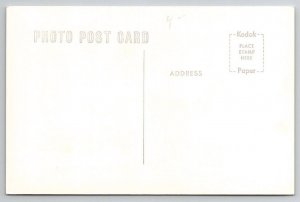 PHOTO POST CARD
Kodak
PLACE
STAMP
HERE
Paper
ADDRESS